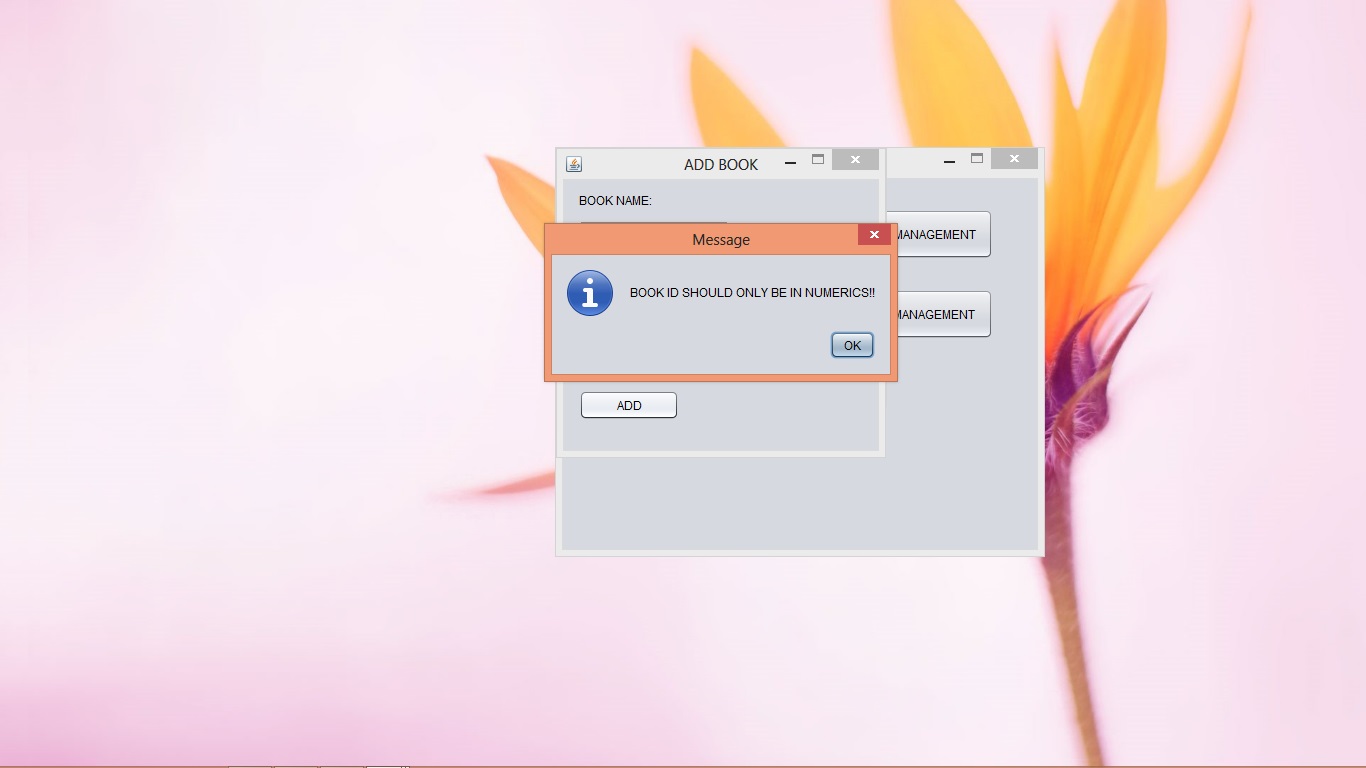 ADD BOOK
BOOK NAME:
MANAGEMENT
Message
BOOK ID SHOULD ONLY BE IN NUMERICS!!
MANAGEMENT
OK
ADD